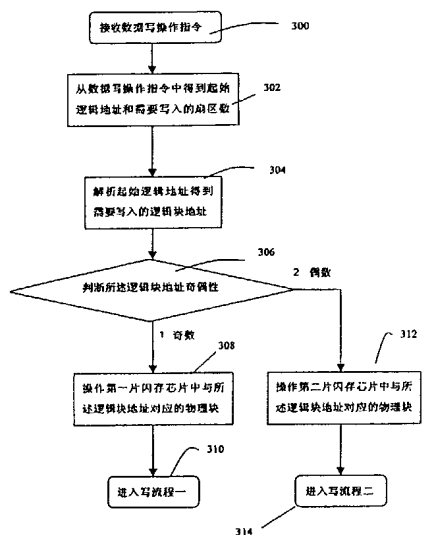 接收数据写操作指令
300
从数据写操作指令中得到起始
逻辑地址和需要写入的扇区数
302
304
解析起始逻辑地址得到
需要写入的逻辑块地址
306
2 偶数
判断所述逻辑块地址奇偶性
1 奇数
308
312
操作第一片闪存芯片中与所
述逻辑块地址对应的物理块
操作第二片闪存芯片中与所
述逻辑块地址对应的物理块
310
进入写流程一
进入写流程二
314